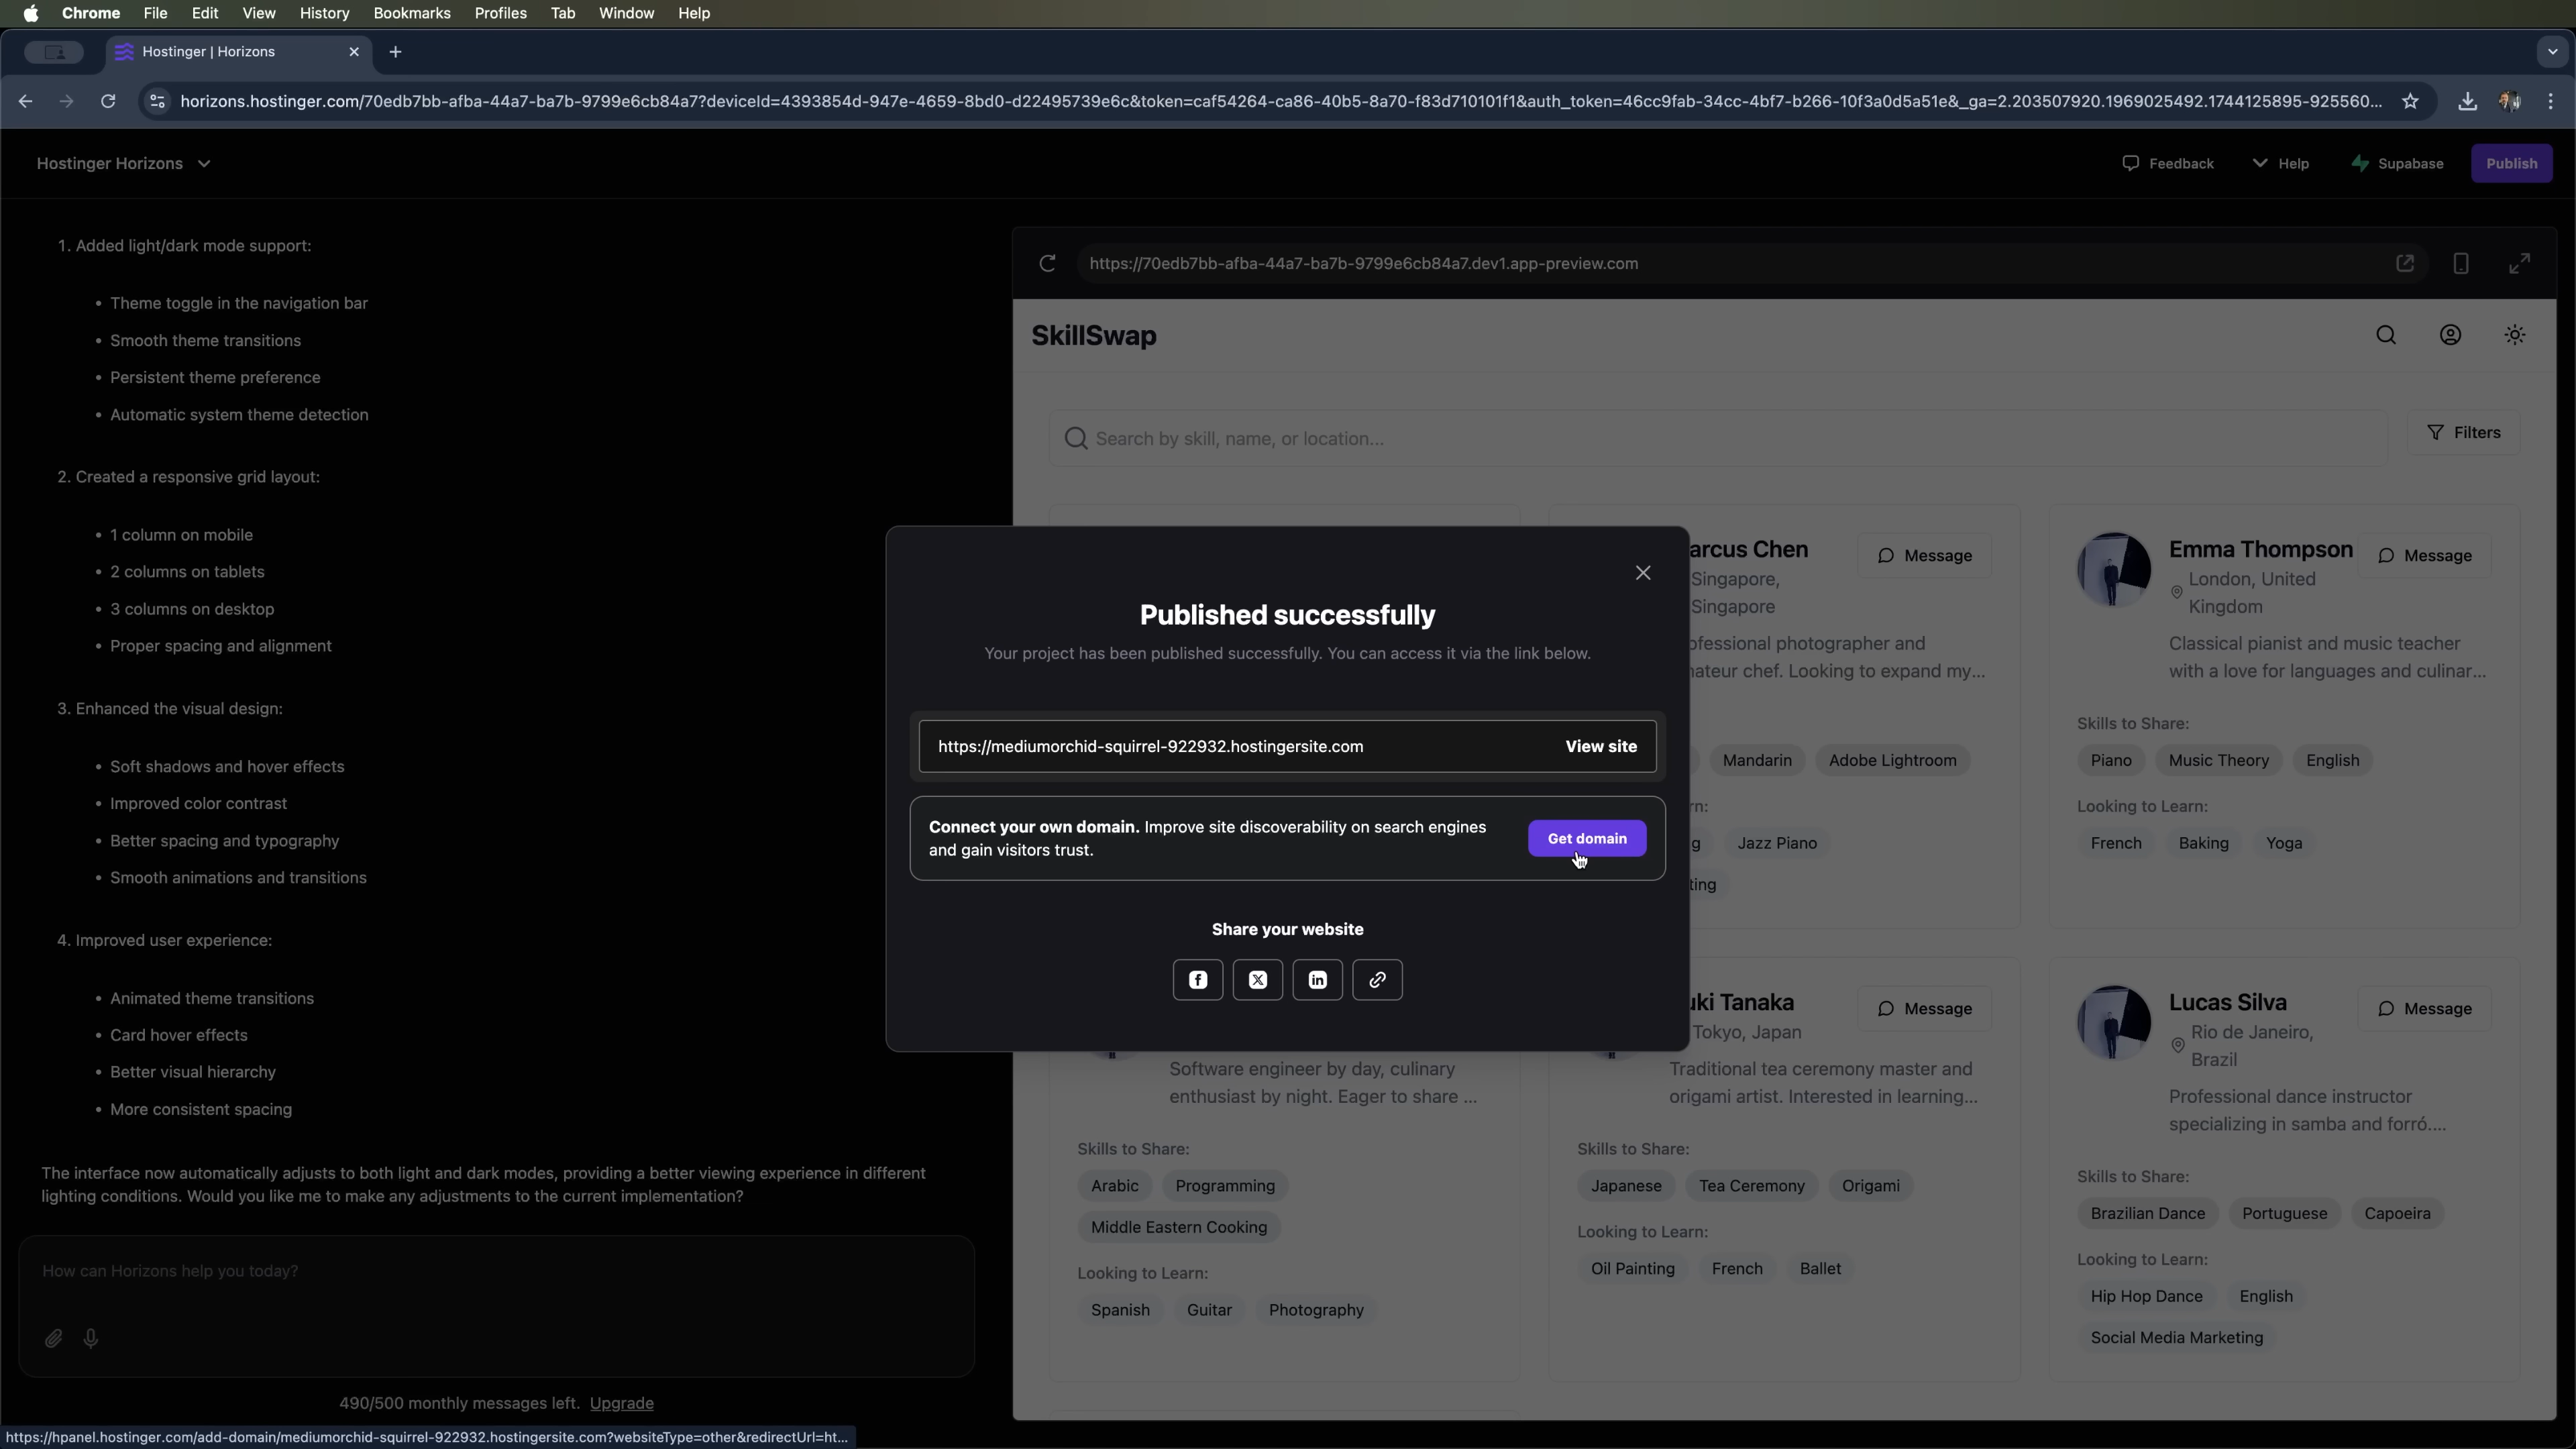 Chrome File Edit View History Bookmarks Profiles Tab Window Help
Hostinger | Horizons
horizons.hostinger.com/70edb7bb-afba-44a7-ba7b-9799e6cb84a7?deviceId=4393854d-947e-4659-8bd0-d22495739e6c&token=caf54264-ca86-40b5-8a70-f83d710101f1&auth_token=46cc9fab-34cc-4bf7-b266-10f3a0d5a51e&_ga=2.203507920.1969025492.1744125895-925560...
Hostinger Horizons
Feedback Help Supabase Publish
1. Added light/dark mode support:
• Theme toggle in the navigation bar
• Smooth theme transitions
• Persistent theme preference
• Automatic system theme detection
2. Created a responsive grid layout:
• 1 column on mobile
• 2 columns on tablets
• 3 columns on desktop
• Proper spacing and alignment
3. Enhanced the visual design:
• Soft shadows and hover effects
• Improved color contrast
• Better spacing and typography
• Smooth animations and transitions
4. Improved user experience:
• Animated theme transitions
• Card hover effects
• Better visual hierarchy
• More consistent spacing
The interface now automatically adjusts to both light and dark modes, providing a better viewing experience in different
lighting conditions. Would you like me to make any adjustments to the current implementation?
How can Horizons help you today?
490/500 monthly messages left. Upgrade
https://hpanel.hostinger.com/add-domain/mediumorchid-squirrel-922932.hostingersite.com?websiteType=other&redirectUrl=ht...
https://70edb7bb-afba-44a7-ba7b-9799e6cb84a7.dev1.app-preview.com
SkillSwap
Search by skill, name, or location...
Filters
Published successfully
Your project has been published successfully. You can access it via the link below.
https://mediumorchid-squirrel-922932.hostingersite.com View site
Connect your own domain. Improve site discoverability on search engines
and gain visitors trust.
Get domain
Share your website
arcus Chen
Message
Singapore,
Singapore
ofessional photographer and
nateur chef. Looking to expand my...
Mandarin Adobe Lightroom
rn:
g Jazz Piano
ting
Emma Thompson
Message
London, United
Kingdom
Classical pianist and music teacher
with a love for languages and culinar...
Skills to Share:
Piano Music Theory English
Looking to Learn:
French Baking Yoga
Software engineer by day, culinary
enthusiast by night. Eager to share ...
Skills to Share:
Arabic Programming
Middle Eastern Cooking
Looking to Learn:
Spanish Guitar Photography
uki Tanaka
Message
Tokyo, Japan
Traditional tea ceremony master and
origami artist. Interested in learning...
Skills to Share:
Japanese Tea Ceremony Origami
Looking to Learn:
Oil Painting French Ballet
Lucas Silva
Message
Rio de Janeiro,
Brazil
Professional dance instructor
specializing in samba and forró....
Skills to Share:
Brazilian Dance Portuguese Capoeira
Looking to Learn:
Hip Hop Dance English
Social Media Marketing